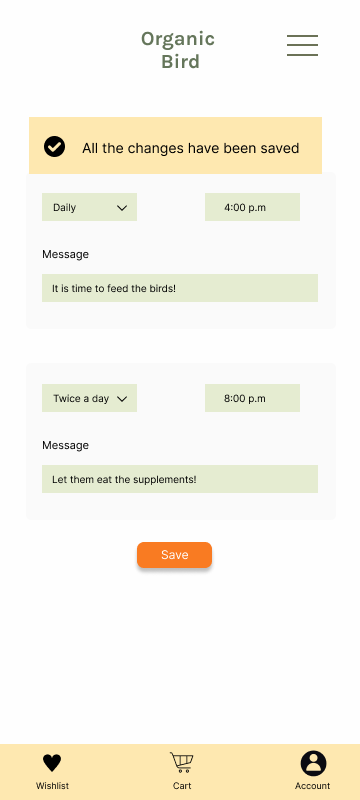 Organic
Bird
All the changes have been saved
Daily
4:00 p.m
Message
It is time to feed the birds!
Twice a day
8:00 p.m
Message
Let them eat the supplements!
Save
Wishlist
Cart
Account